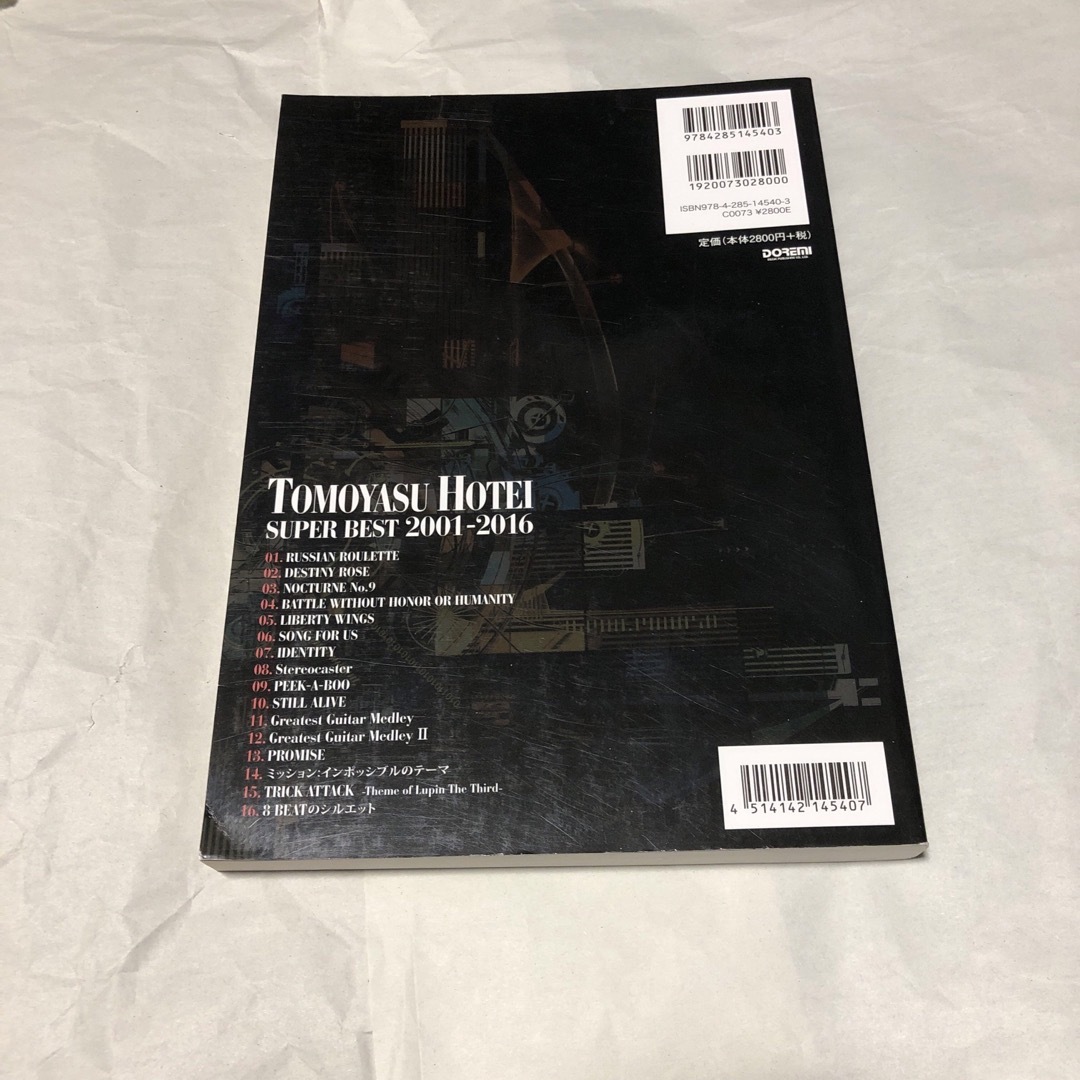 9784285145403
1920073028000
ISBN978-4-285-14540-3
C0073 ¥2800E
定価(本体2800円+税)
DOREMI
TOMOYASU HOTEI
SUPER BEST 2001-2016
01. RUSSIAN ROULETTE
02. DESTINY ROSE
03. NOCTURNE No.9
04. BATTLE WITHOUT HONOR OR HUMANITY
05. LIBERTY WINGS
06. SONG FOR US
07. IDENTITY
08. Stereocaster
09. PEEK-A-BOO
10. STILL ALIVE
11. Greatest Guitar Medley
12. Greatest Guitar Medley II
13. PROMISE
14. ミッション:インポッシブルのテーマ
15. TRICK ATTACK -Theme of Lupin The Third-
16. 8 BEATのシルエット
4 514142 145407